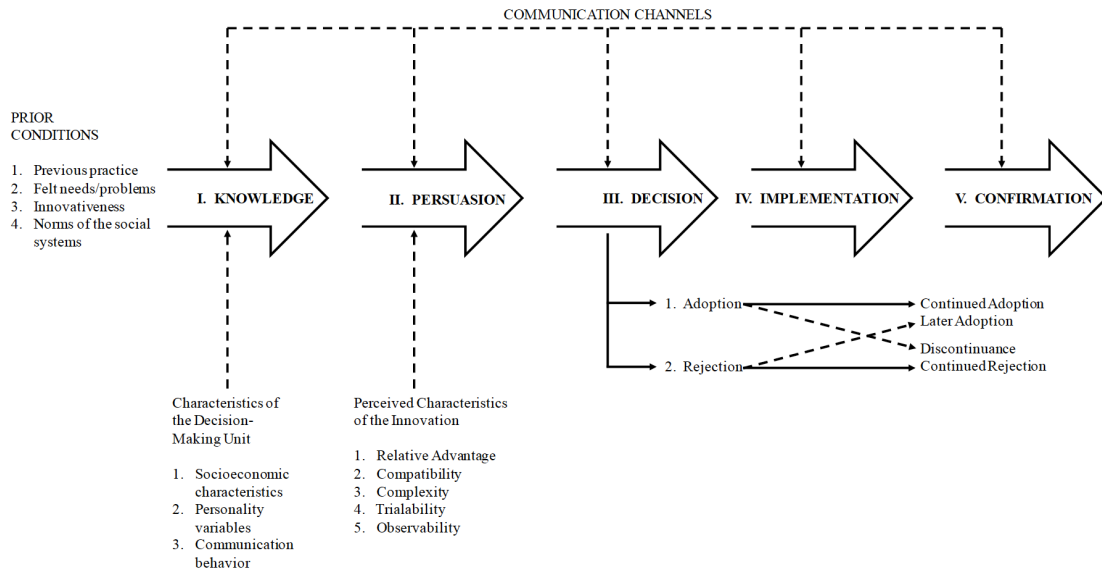 COMMUNICATION CHANNELS
PRIOR
CONDITIONS
1. Previous practice
2. Felt needs/problems
3. Innovativeness
4. Norms of the social
systems
I. KNOWLEDGE
II. PERSUASION
III. DECISION
IV. IMPLEMENTATION
V. CONFIRMATION
1. Adoption
2. Rejection
Continued Adoption
Later Adoption
Discontinuance
Continued Rejection
Characteristics of
the Decision-
Making Unit
1. Socioeconomic
characteristics
2. Personality
variables
3. Communication
behavior
Perceived Characteristics
of the Innovation
1. Relative Advantage
2. Compatibility
3. Complexity
4. Trialability
5. Observability